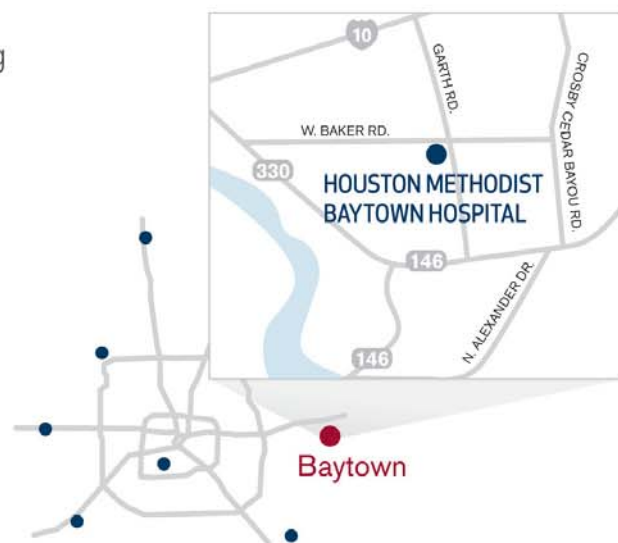 g
10
GARTH RD.
CROSBY CEDAR BAYOU RD.
W. BAKER RD.
330
HOUSTON METHODIST
BAYTOWN HOSPITAL
146
N. ALEXANDER DR.
146
Baytown